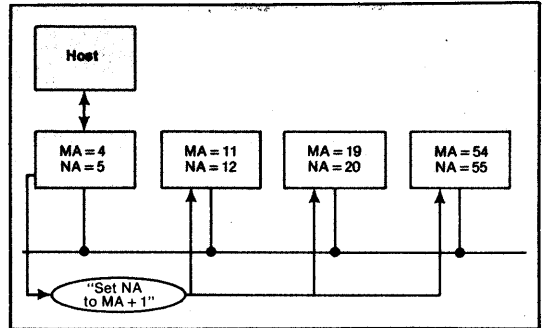 Host
MA = 4
NA = 5
MA = 11
NA = 12
MA = 19
NA = 20
MA = 54
NA = 55
"Set NA
to MA + 1"